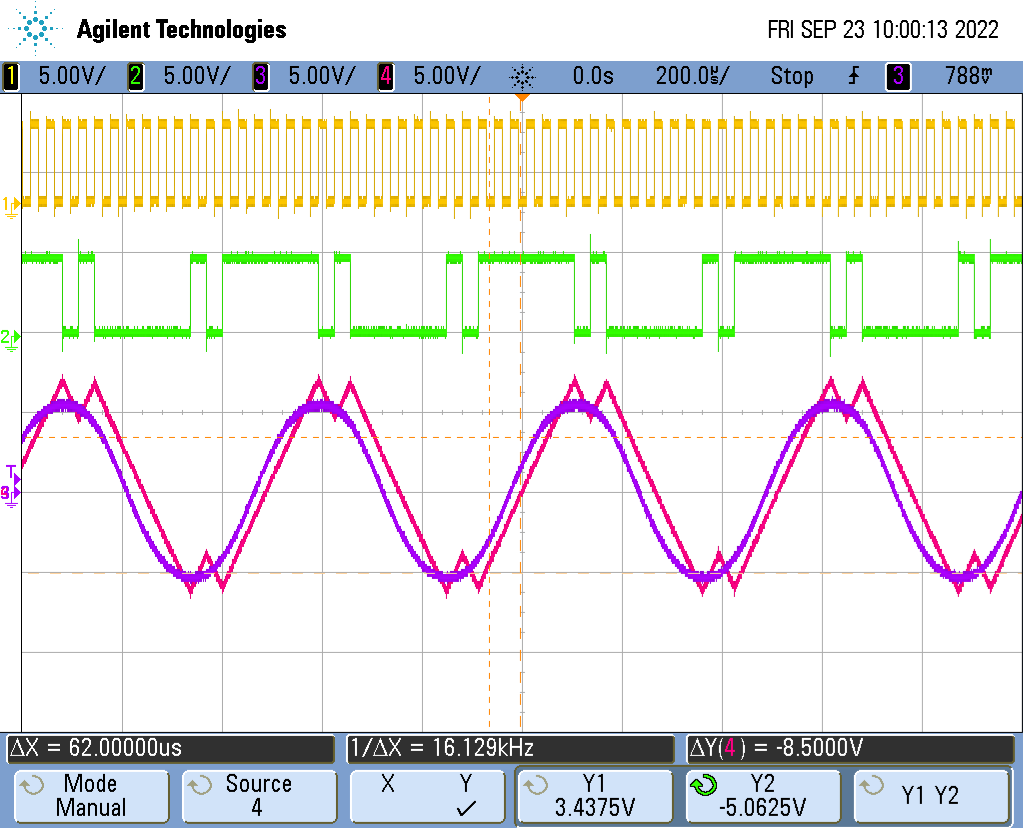 Agilent Technologies FRI SEP 23 10:00:13 2022
1 5.00V/ 2 5.00V/ 3 5.00V/ 4 5.00V/ 0.0s 200.0㎲/ Stop 3 788㎷
1
2
T
3
ΔX = 62.00000us 1/ΔX = 16.129kHz ΔY(4) = -8.5000V
Mode Source X Y Y1 Y2 Y1 Y2
Manual 4 ✓ 3.4375V -5.0625V